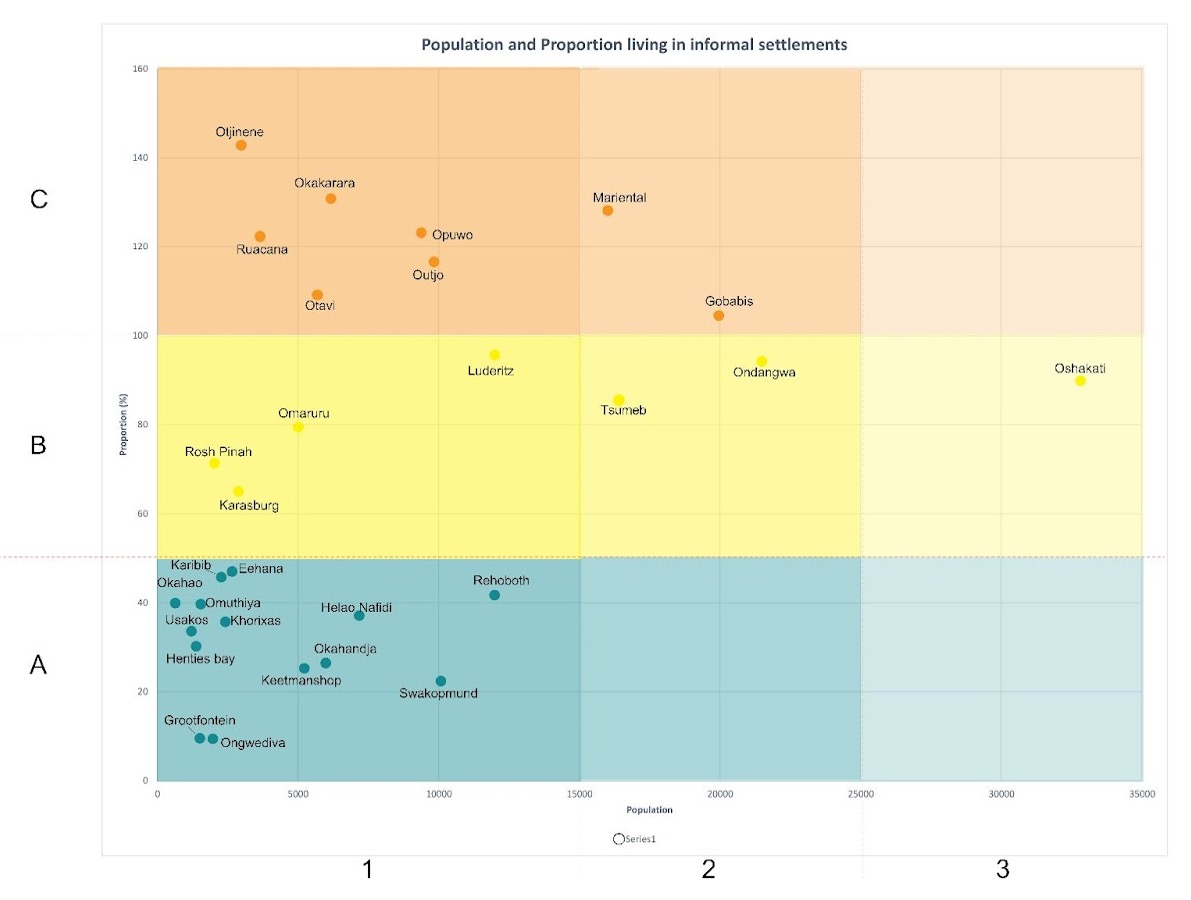 Population and Proportion living in informal settlements
160
Otjinene
140
Okakarara
C
Mariental
Opuwo
120
Ruacana
Outjo
Gobabis
Otavi
100
Oshakati
Luderitz
Ondangwa
Proportion (%)
Tsumeb
Omaruru
80
B
Rosh Pinah
Karasburg
60
Karibib
Eehana
Rehoboth
Okahao
40
Omuthiya
Helao Nafidi
Usakos
Khorixas
Okahandja
Henties bay
A
Keetmanshop
20
Swakopmund
Grootfontein
Ongwediva
0
0 5000 10000 15000 20000 25000 30000 35000
Population
Series1
1 2 3